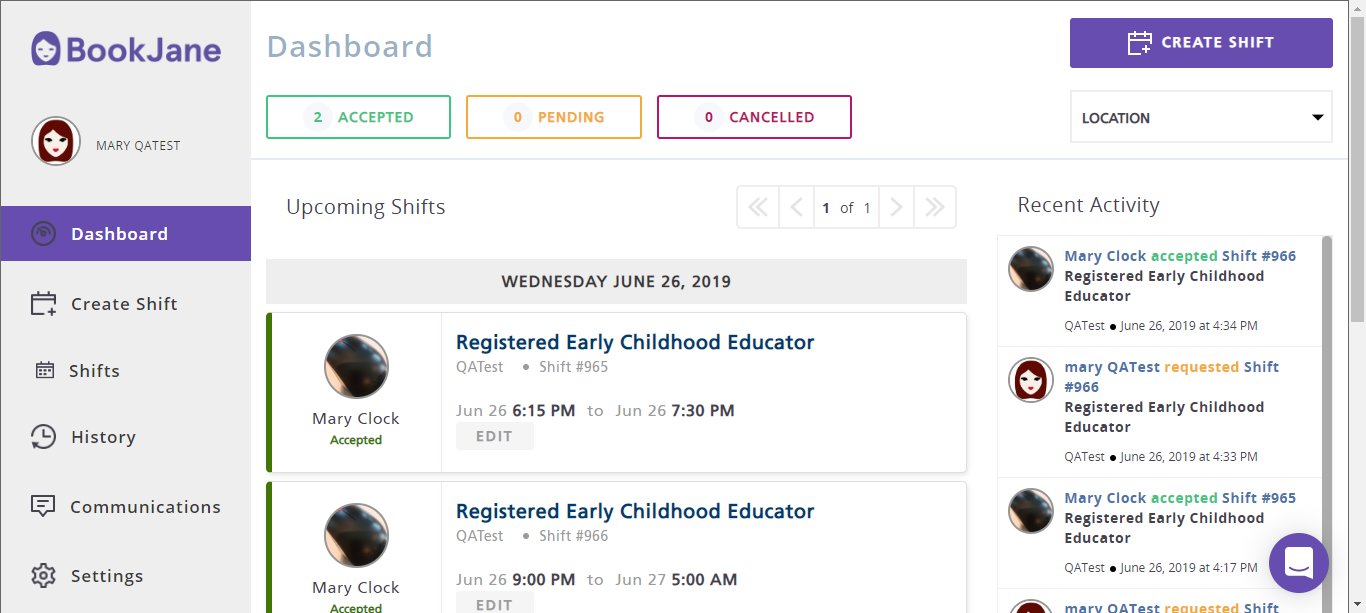 BookJane
MARY QATEST
Dashboard
Create Shift
Shifts
History
Communications
Settings
Dashboard
CREATE SHIFT
2 ACCEPTED
0 PENDING
0 CANCELLED
LOCATION
Upcoming Shifts
1 of 1
WEDNESDAY JUNE 26, 2019
Mary Clock
Accepted
Registered Early Childhood Educator
QATest • Shift #965
Jun 26 6:15 PM to Jun 26 7:30 PM
EDIT
Mary Clock
Accepted
Registered Early Childhood Educator
QATest • Shift #966
Jun 26 9:00 PM to Jun 27 5:00 AM
EDIT
Recent Activity
Mary Clock accepted Shift #966
Registered Early Childhood
Educator
QATest ● June 26, 2019 at 4:34 PM
mary QATest requested Shift
#966
Registered Early Childhood
Educator
QATest ● June 26, 2019 at 4:33 PM
Mary Clock accepted Shift #965
Registered Early Childhood
Educator
QATest ● June 26, 2019 at 4:17 PM
mary QATest requested Shift